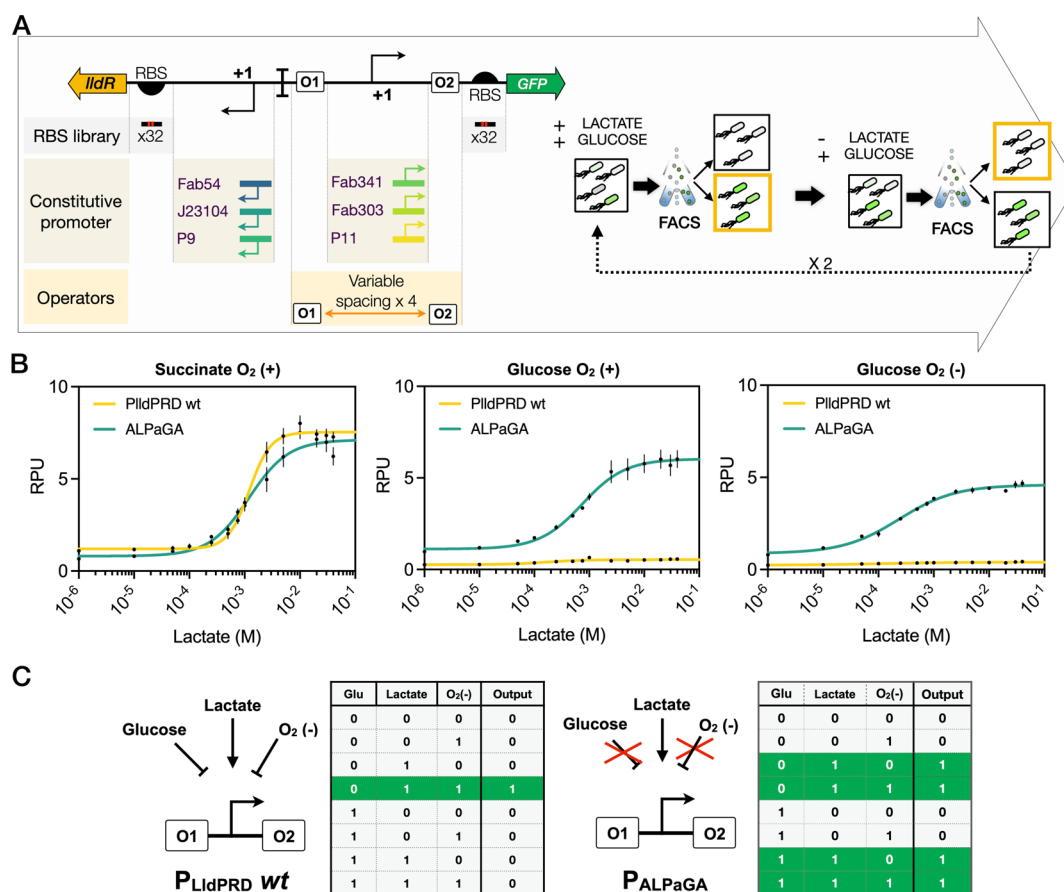 A
lldR
RBS
+1
O1
+1
O2
RBS
GFP
RBS library
x32
x32
Constitutive
promoter
Fab54
J23104
P9
Fab341
Fab303
P11
Operators
Variable
spacing x 4
O1
O2
+ LACTATE
+ GLUCOSE
FACS
- LACTATE
+ GLUCOSE
FACS
X 2
B
Succinate O2 (+)
PlldPRD wt
ALPaGA
RPU
10
5
0
10-6
10-5
10-4
10-3
10-2
10-1
Lactate (M)
Glucose O2 (+)
PlldPRD wt
ALPaGA
RPU
10
5
0
10-6
10-5
10-4
10-3
10-2
10-1
Lactate (M)
Glucose O2 (-)
PlldPRD wt
ALPaGA
RPU
10
5
0
10-6
10-5
10-4
10-3
10-2
10-1
Lactate (M)
C
Lactate
Glucose
O2 (-)
O1
O2
PLldPRD wt
Glu Lactate O2(-) Output
0 0 0 0
0 0 1 0
0 1 0 0
0 1 1 1
1 0 0 0
1 0 1 0
1 1 0 0
1 1 1 0
Lactate
Glucose
O2 (-)
O1
O2
PALPaGA
Glu Lactate O2(-) Output
0 0 0 0
0 0 1 0
0 1 0 1
0 1 1 1
1 0 0 0
1 0 1 0
1 1 0 1
1 1 1 1